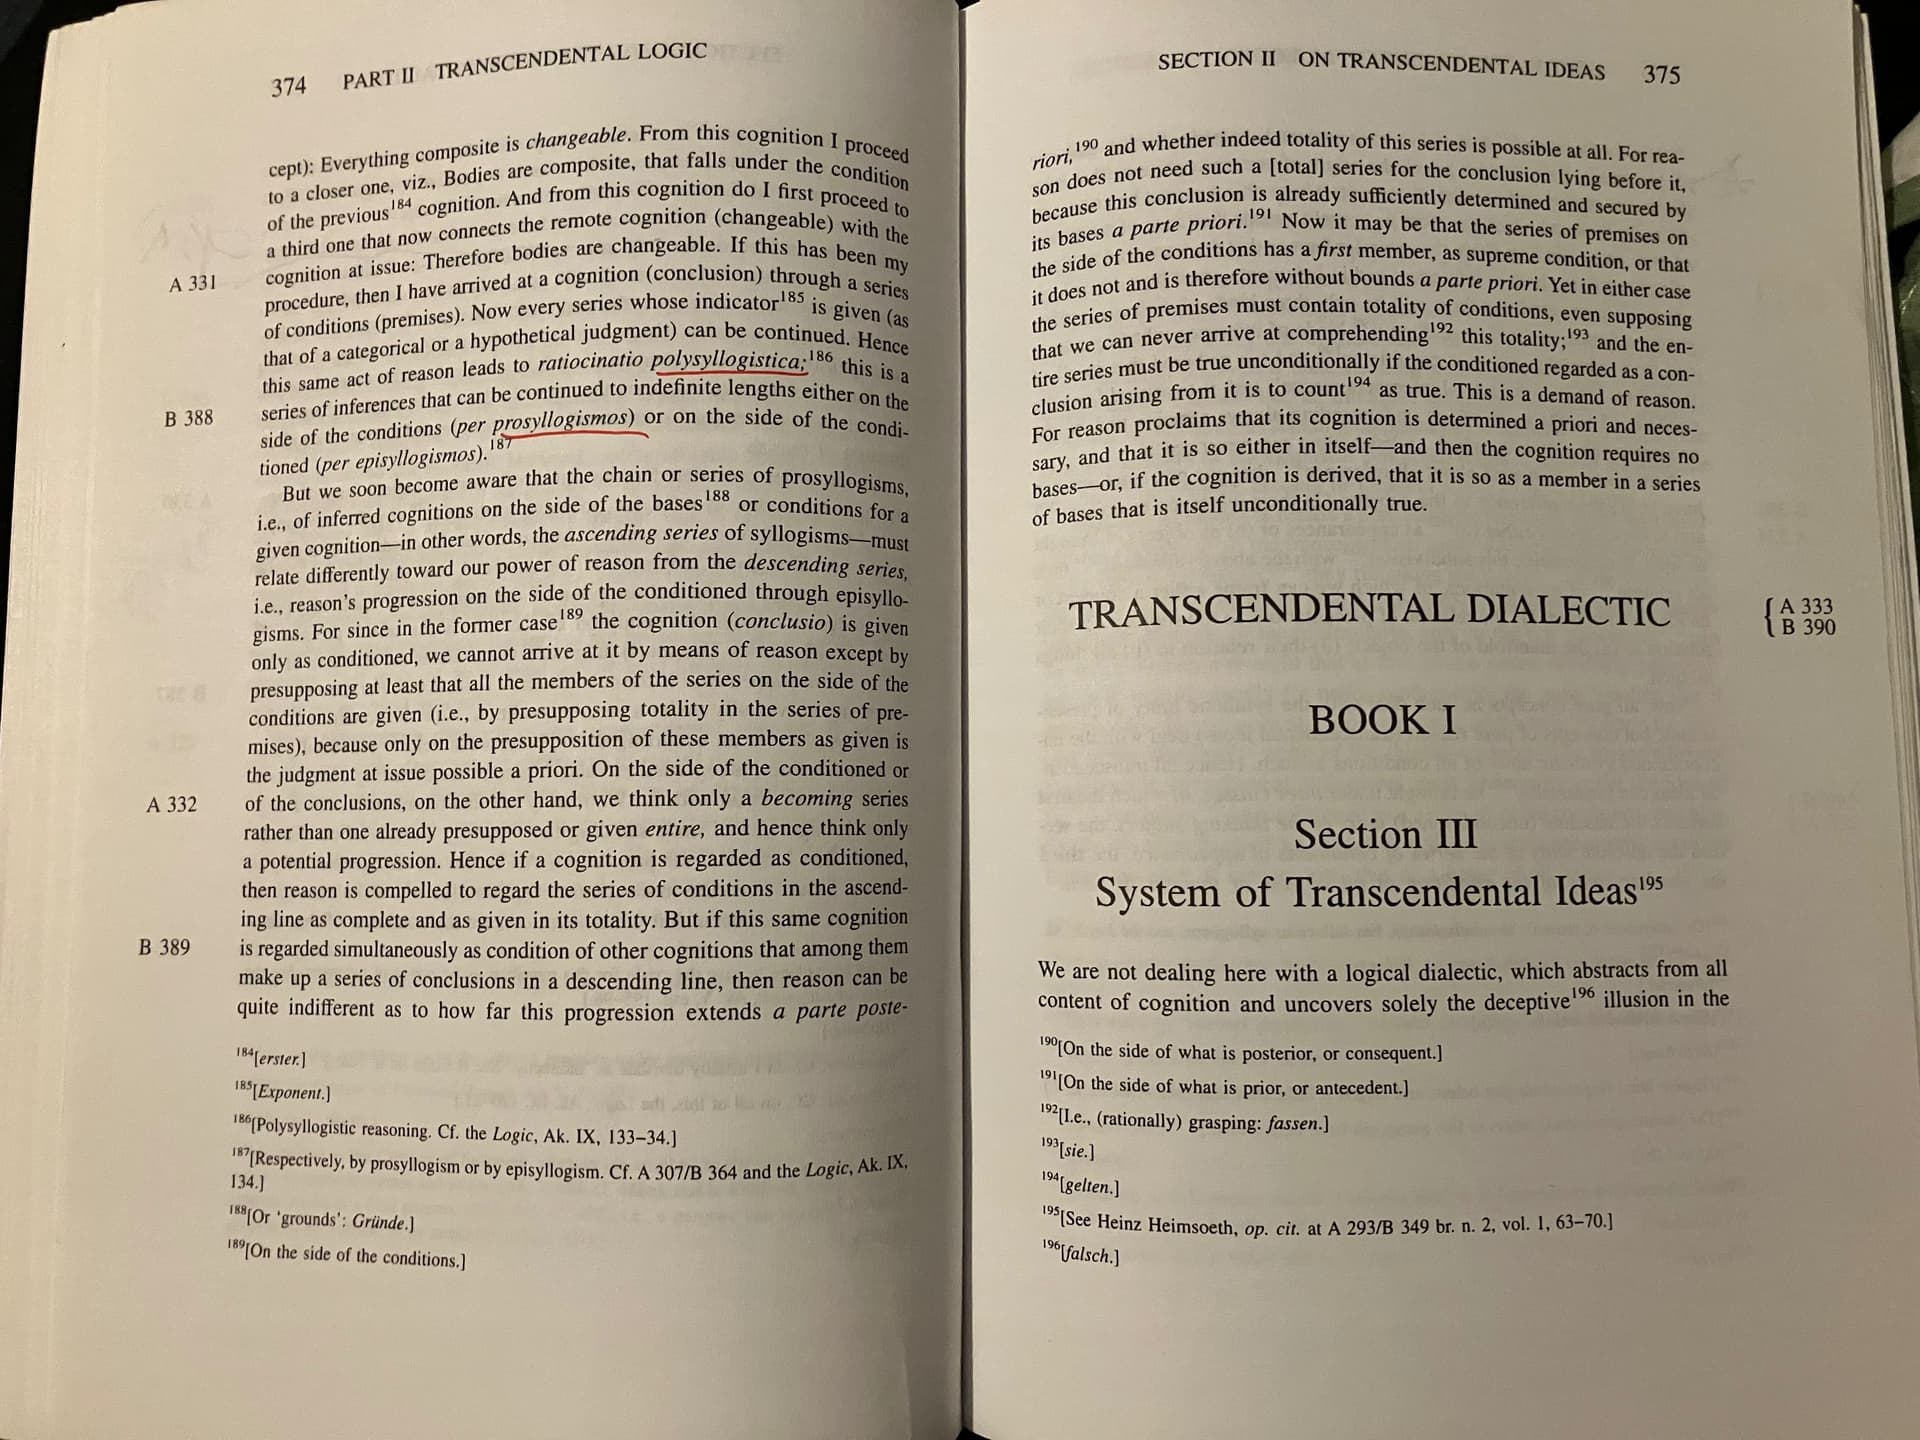 374 PART II TRANSCENDENTAL LOGIC
cept): Everything composite is changeable. From this cognition I proceed
to a closer one, viz., Bodies are composite, that falls under the condition
of the previous184 cognition. And from this cognition do I first proceed to
a third one that now connects the remote cognition (changeable) with the
cognition at issue: Therefore bodies are changeable. If this has been my
A 331 procedure, then I have arrived at a cognition (conclusion) through a series
of conditions (premises). Now every series whose indicator185 is given (as
that of a categorical or a hypothetical judgment) can be continued. Hence
this same act of reason leads to ratiocinatio polysyllogistica;186 this is a
series of inferences that can be continued to indefinite lengths either on the
B 388 side of the conditions (per prosyllogismos) or on the side of the condi-
tioned (per episyllogismos).187
But we soon become aware that the chain or series of prosyllogisms,
i.e., of inferred cognitions on the side of the bases188 or conditions for a
given cognition—in other words, the ascending series of syllogisms—must
relate differently toward our power of reason from the descending series,
i.e., reason's progression on the side of the conditioned through episyllo-
gisms. For since in the former case189 the cognition (conclusio) is given
only as conditioned, we cannot arrive at it by means of reason except by
presupposing at least that all the members of the series on the side of the
conditions are given (i.e., by presupposing totality in the series of pre-
mises), because only on the presupposition of these members as given is
the judgment at issue possible a priori. On the side of the conditioned or
A 332 of the conclusions, on the other hand, we think only a becoming series
rather than one already presupposed or given entire, and hence think only
a potential progression. Hence if a cognition is regarded as conditioned,
then reason is compelled to regard the series of conditions in the ascend-
ing line as complete and as given in its totality. But if this same cognition
B 389 is regarded simultaneously as condition of other cognitions that among them
make up a series of conclusions in a descending line, then reason can be
quite indifferent as to how far this progression extends a parte poste-
184[erster.]
185[Exponent.]
186[Polysyllogistic reasoning. Cf. the Logic, Ak. IX, 133–34.]
187[Respectively, by prosyllogism or by episyllogism. Cf. A 307/B 364 and the Logic, Ak. IX,
134.]
188[Or 'grounds': Gründe.]
189[On the side of the conditions.]
SECTION II ON TRANSCENDENTAL IDEAS 375
riori,190 and whether indeed totality of this series is possible at all. For rea-
son does not need such a [total] series for the conclusion lying before it,
because this conclusion is already sufficiently determined and secured by
its bases a parte priori.191 Now it may be that the series of premises on
the side of the conditions has a first member, as supreme condition, or that
it does not and is therefore without bounds a parte priori. Yet in either case
the series of premises must contain totality of conditions, even supposing
that we can never arrive at comprehending192 this totality;193 and the en-
tire series must be true unconditionally if the conditioned regarded as a con-
clusion arising from it is to count194 as true. This is a demand of reason.
For reason proclaims that its cognition is determined a priori and neces-
sary, and that it is so either in itself—and then the cognition requires no
bases—or, if the cognition is derived, that it is so as a member in a series
of bases that is itself unconditionally true.
TRANSCENDENTAL DIALECTIC
{A 333
B 390
BOOK I
Section III
System of Transcendental Ideas195
We are not dealing here with a logical dialectic, which abstracts from all
content of cognition and uncovers solely the deceptive196 illusion in the
190[On the side of what is posterior, or consequent.]
191[On the side of what is prior, or antecedent.]
192[I.e., (rationally) grasping: fassen.]
193[sie.]
194[gelten.]
195[See Heinz Heimsoeth, op. cit. at A 293/B 349 br. n. 2, vol. 1, 63–70.]
196[falsch.]